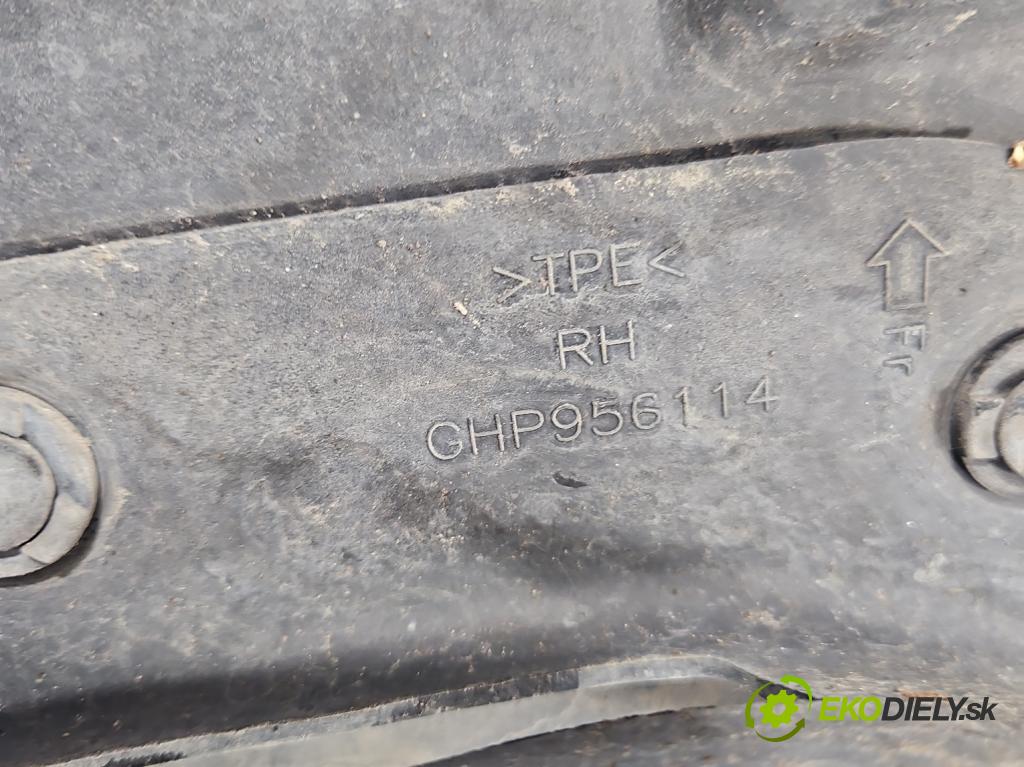 >TPE<
RH
GHP956114
Fr
EKODIELY.sk